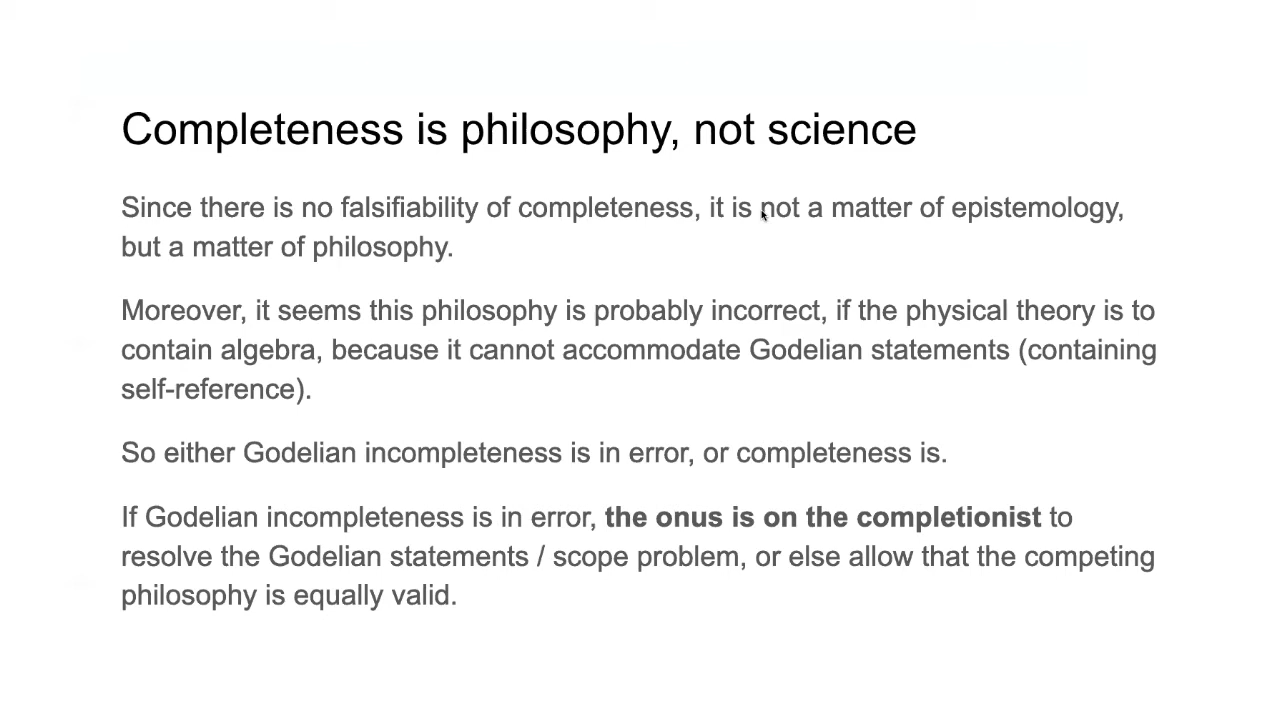 Completeness is philosophy, not science
Since there is no falsifiability of completeness, it is not a matter of epistemology,
but a matter of philosophy.
Moreover, it seems this philosophy is probably incorrect, if the physical theory is to
contain algebra, because it cannot accommodate Godelian statements (containing
self-reference).
So either Godelian incompleteness is in error, or completeness is.
If Godelian incompleteness is in error, the onus is on the completionist to
resolve the Godelian statements / scope problem, or else allow that the competing
philosophy is equally valid.